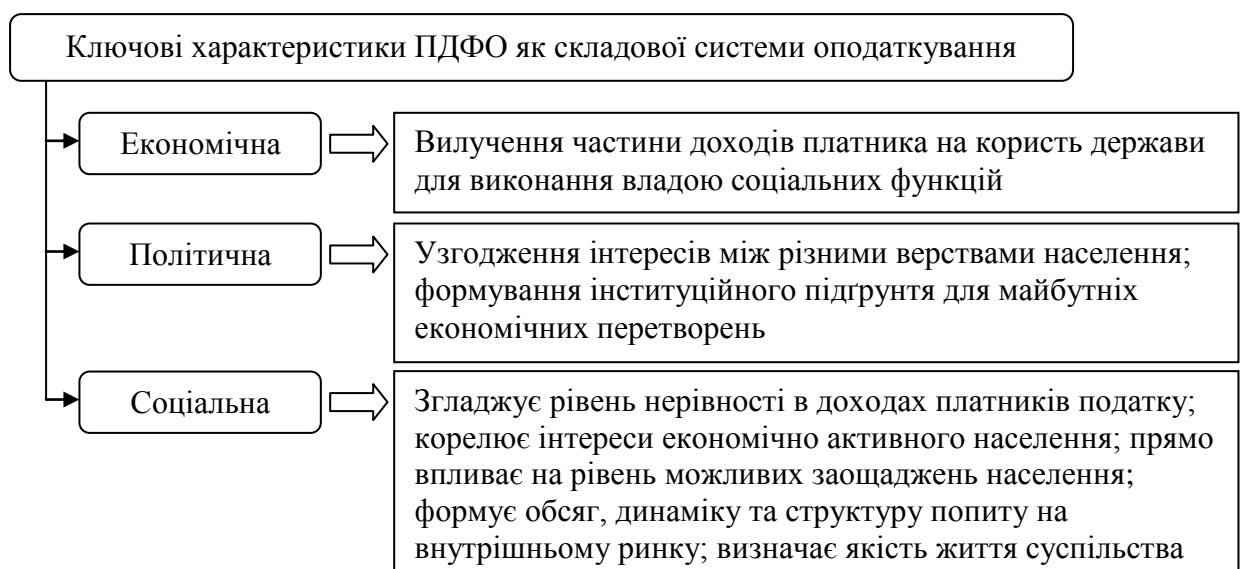 Ключові характеристики ПДФО як складової системи оподаткування
Економічна
Вилучення частини доходів платника на користь держави
для виконання владою соціальних функцій
Політична
Узгодження інтересів між різними верствами населення;
формування інституційного підґрунтя для майбутніх
економічних перетворень
Соціальна
Згладжує рівень нерівності в доходах платників податку;
корелює інтереси економічно активного населення; прямо
впливає на рівень можливих заощаджень населення;
формує обсяг, динаміку та структуру попиту на
внутрішньому ринку; визначає якість життя суспільства